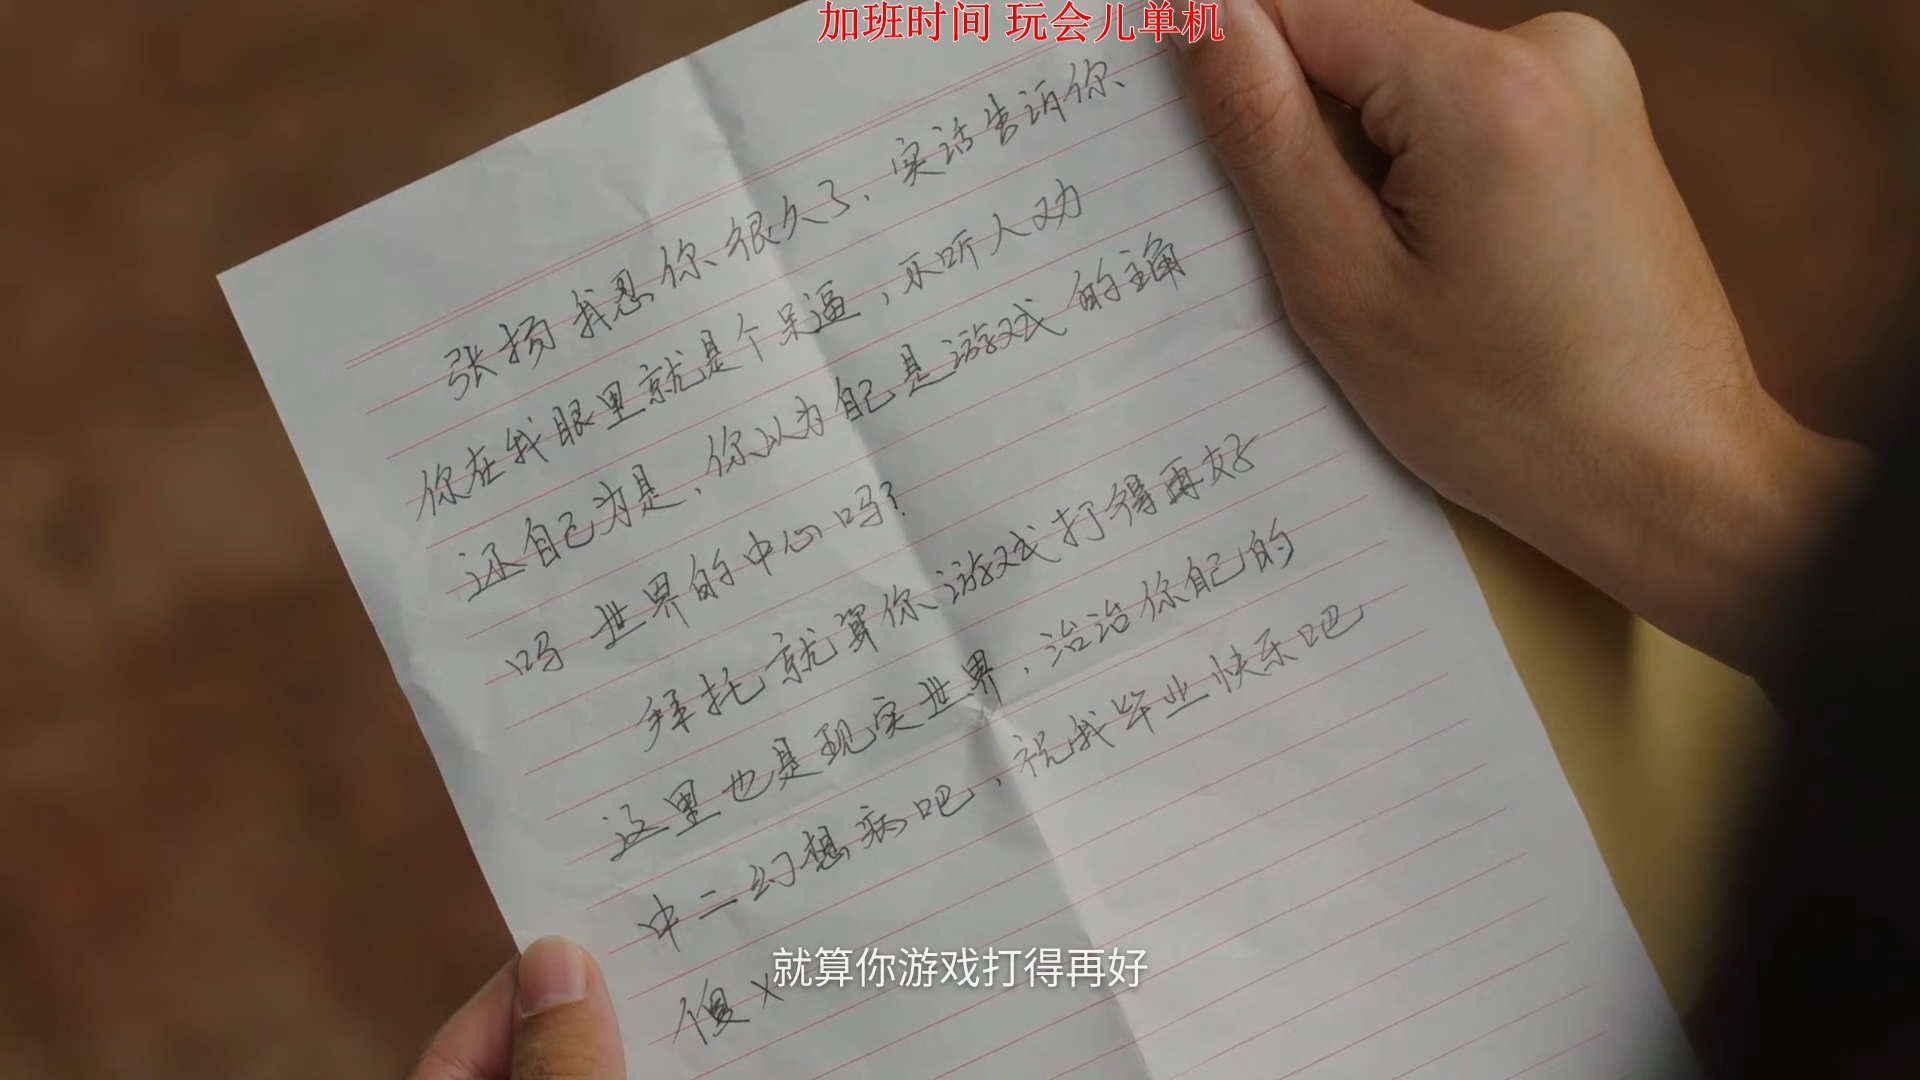 加班时间 玩会儿单机
张扬我忍你很久了、实话告诉你
你在我眼里就是个呆逼，不听人劝
还自己为是，你以为自己是游戏的主角
吗 世界的中心吗？
拜托就算你游戏打得再好
这里也是现实世界，治治你自己的
中二幻想病吧，祝我毕业快乐吧
傻X
就算你游戏打得再好